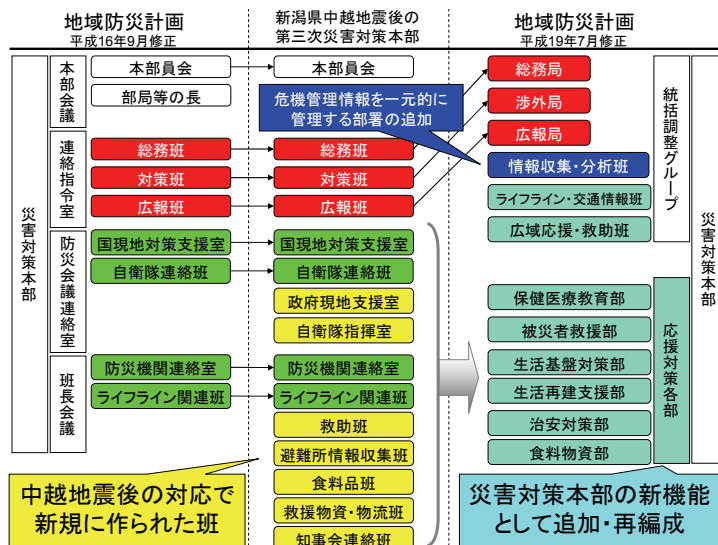 地域防災計画
平成16年9月修正
新潟県中越地震後の
第三次災害対策本部
地域防災計画
平成19年7月修正
災害対策本部
本部会議
本部員会
部局等の長
連絡指令室
総務班
対策班
広報班
防災会議連絡室
国現地対策支援室
自衛隊連絡班
班長会議
防災機関連絡室
ライフライン関連班
中越地震後の対応で
新規に作られた班
本部員会
総務班
対策班
広報班
国現地対策支援室
自衛隊連絡班
政府現地支援室
自衛隊指揮室
防災機関連絡室
ライフライン関連班
救助班
避難所情報収集班
食料品班
救援物資・物流班
知事会連絡班
危機管理情報を一元的に
管理する部署の追加
総務局
渉外局
広報局
情報収集・分析班
ライフライン・交通情報班
広域応援・救助班
統括調整グループ
保健医療教育部
被災者救援部
生活基盤対策部
生活再建支援部
治安対策部
食料物資部
応援対策各部
災害対策本部
災害対策本部の新機能
として追加・再編成